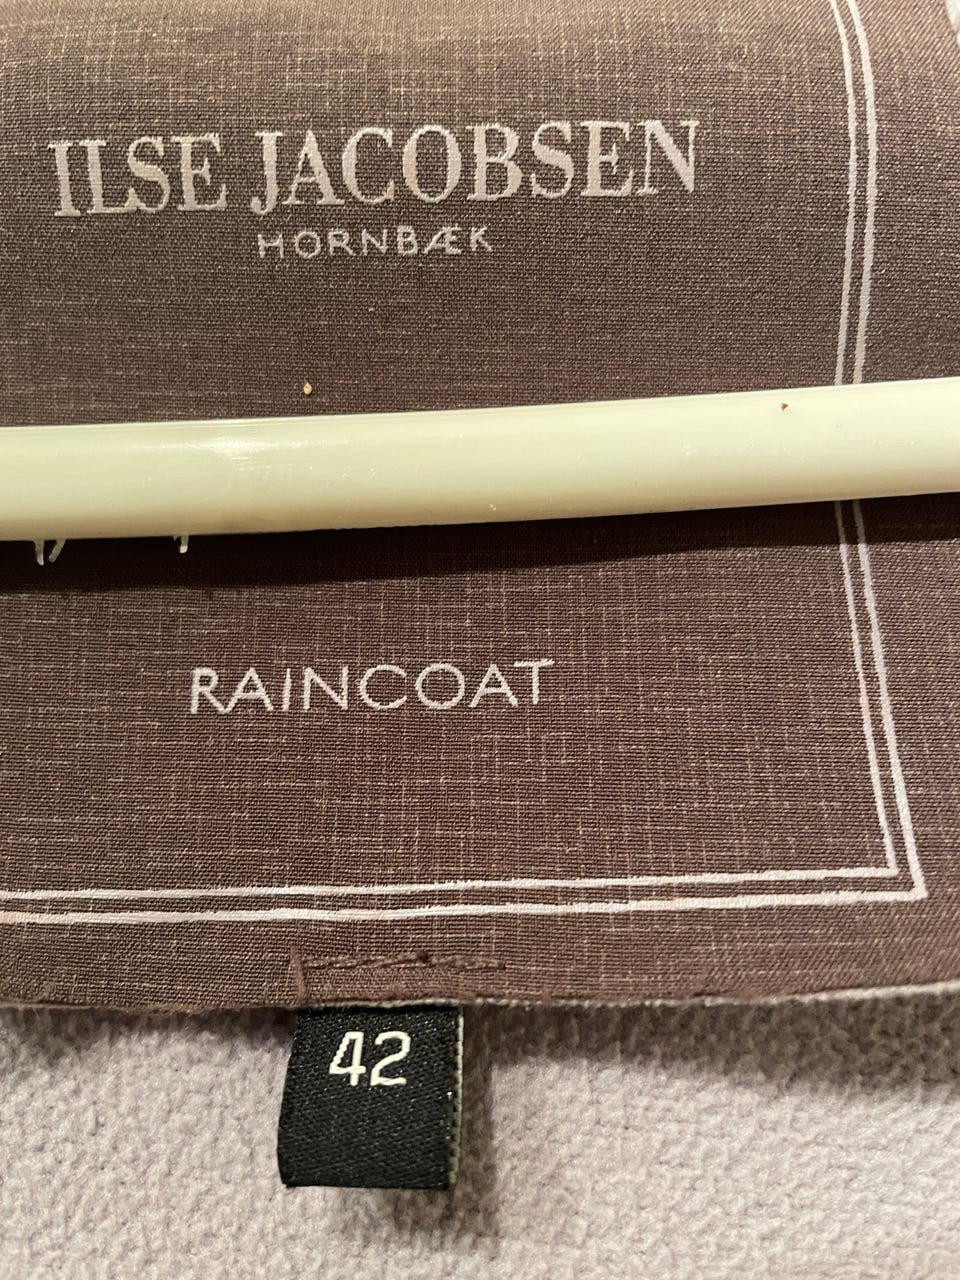 ILSE JACOBSEN
HORNBÆK
RAINCOAT
42